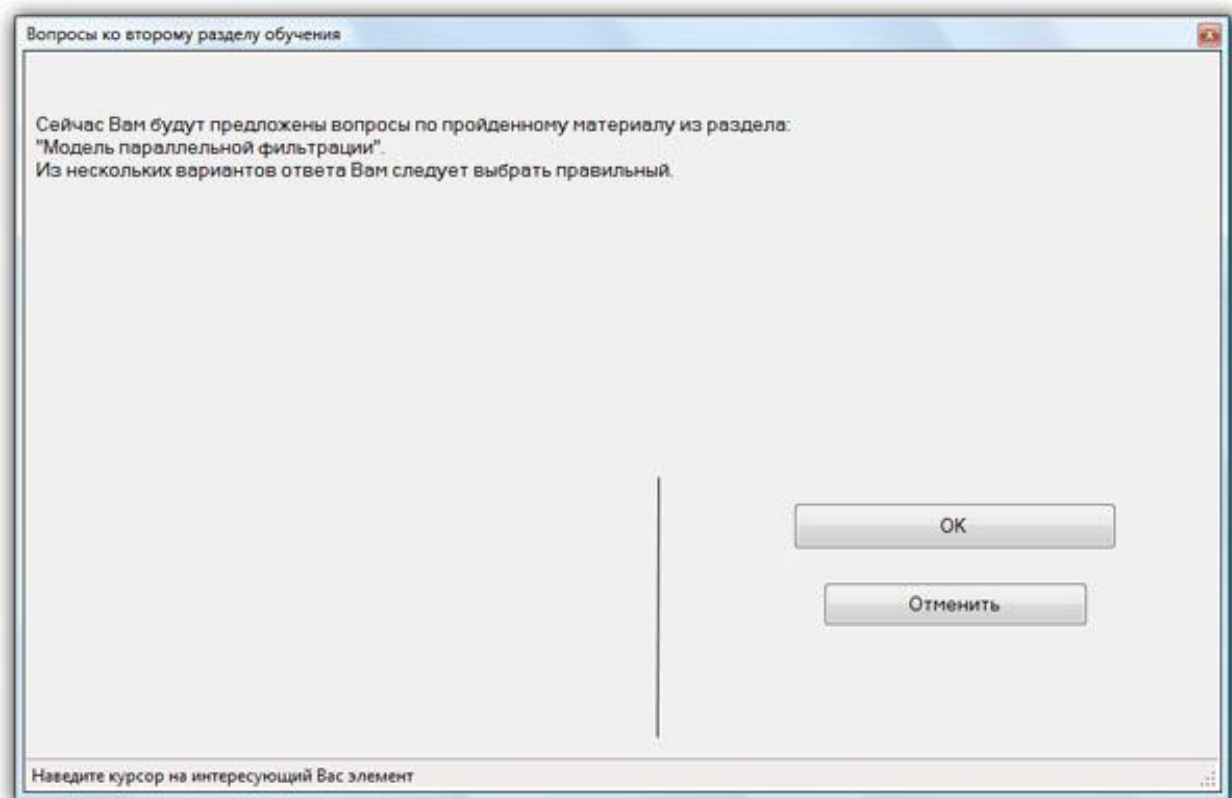 Вопросы ко второму разделу обучения
Сейчас Вам будут предложены вопросы по пройденному материалу из раздела:
"Модель параллельной фильтрации".
Из нескольких вариантов ответа Вам следует выбрать правильный.
OK
Отменить
Наведите курсор на интересующий Вас элемент